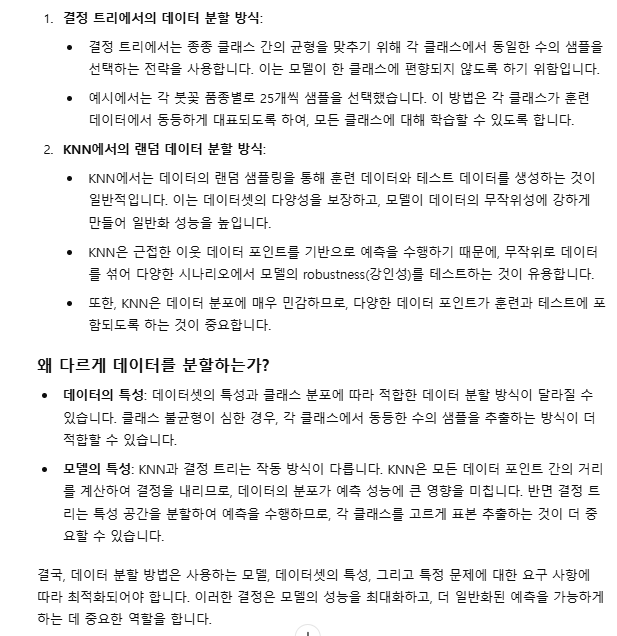 1. 결정 트리에서의 데이터 분할 방식:
• 결정 트리에서는 종종 클래스 간의 균형을 맞추기 위해 각 클래스에서 동일한 수의 샘플을
선택하는 전략을 사용합니다. 이는 모델이 한 클래스에 편향되지 않도록 하기 위함입니다.
• 예시에서는 각 붓꽃 품종별로 25개씩 샘플을 선택했습니다. 이 방법은 각 클래스가 훈련
데이터에서 동등하게 대표되도록 하여, 모든 클래스에 대해 학습할 수 있도록 합니다.
2. KNN에서의 랜덤 데이터 분할 방식:
• KNN에서는 데이터의 랜덤 샘플링을 통해 훈련 데이터와 테스트 데이터를 생성하는 것이
일반적입니다. 이는 데이터셋의 다양성을 보장하고, 모델이 데이터의 무작위성에 강하게
만들어 일반화 성능을 높입니다.
• KNN은 근접한 이웃 데이터 포인트를 기반으로 예측을 수행하기 때문에, 무작위로 데이터
를 섞어 다양한 시나리오에서 모델의 robustness(강인성)를 테스트하는 것이 유용합니다.
• 또한, KNN은 데이터 분포에 매우 민감하므로, 다양한 데이터 포인트가 훈련과 테스트에 포
함되도록 하는 것이 중요합니다.
왜 다르게 데이터를 분할하는가?
• 데이터의 특성: 데이터셋의 특성과 클래스 분포에 따라 적합한 데이터 분할 방식이 달라질 수
있습니다. 클래스 불균형이 심한 경우, 각 클래스에서 동등한 수의 샘플을 추출하는 방식이 더
적합할 수 있습니다.
• 모델의 특성: KNN과 결정 트리는 작동 방식이 다릅니다. KNN은 모든 데이터 포인트 간의 거리
를 계산하여 결정을 내리므로, 데이터의 분포가 예측 성능에 큰 영향을 미칩니다. 반면 결정 트
리는 특성 공간을 분할하여 예측을 수행하므로, 각 클래스를 고르게 표본 추출하는 것이 더 중
요할 수 있습니다.
결국, 데이터 분할 방법은 사용하는 모델, 데이터셋의 특성, 그리고 특정 문제에 대한 요구 사항에
따라 최적화되어야 합니다. 이러한 결정은 모델의 성능을 최대화하고, 더 일반화된 예측을 가능하게
하는 데 중요한 역할을 합니다.